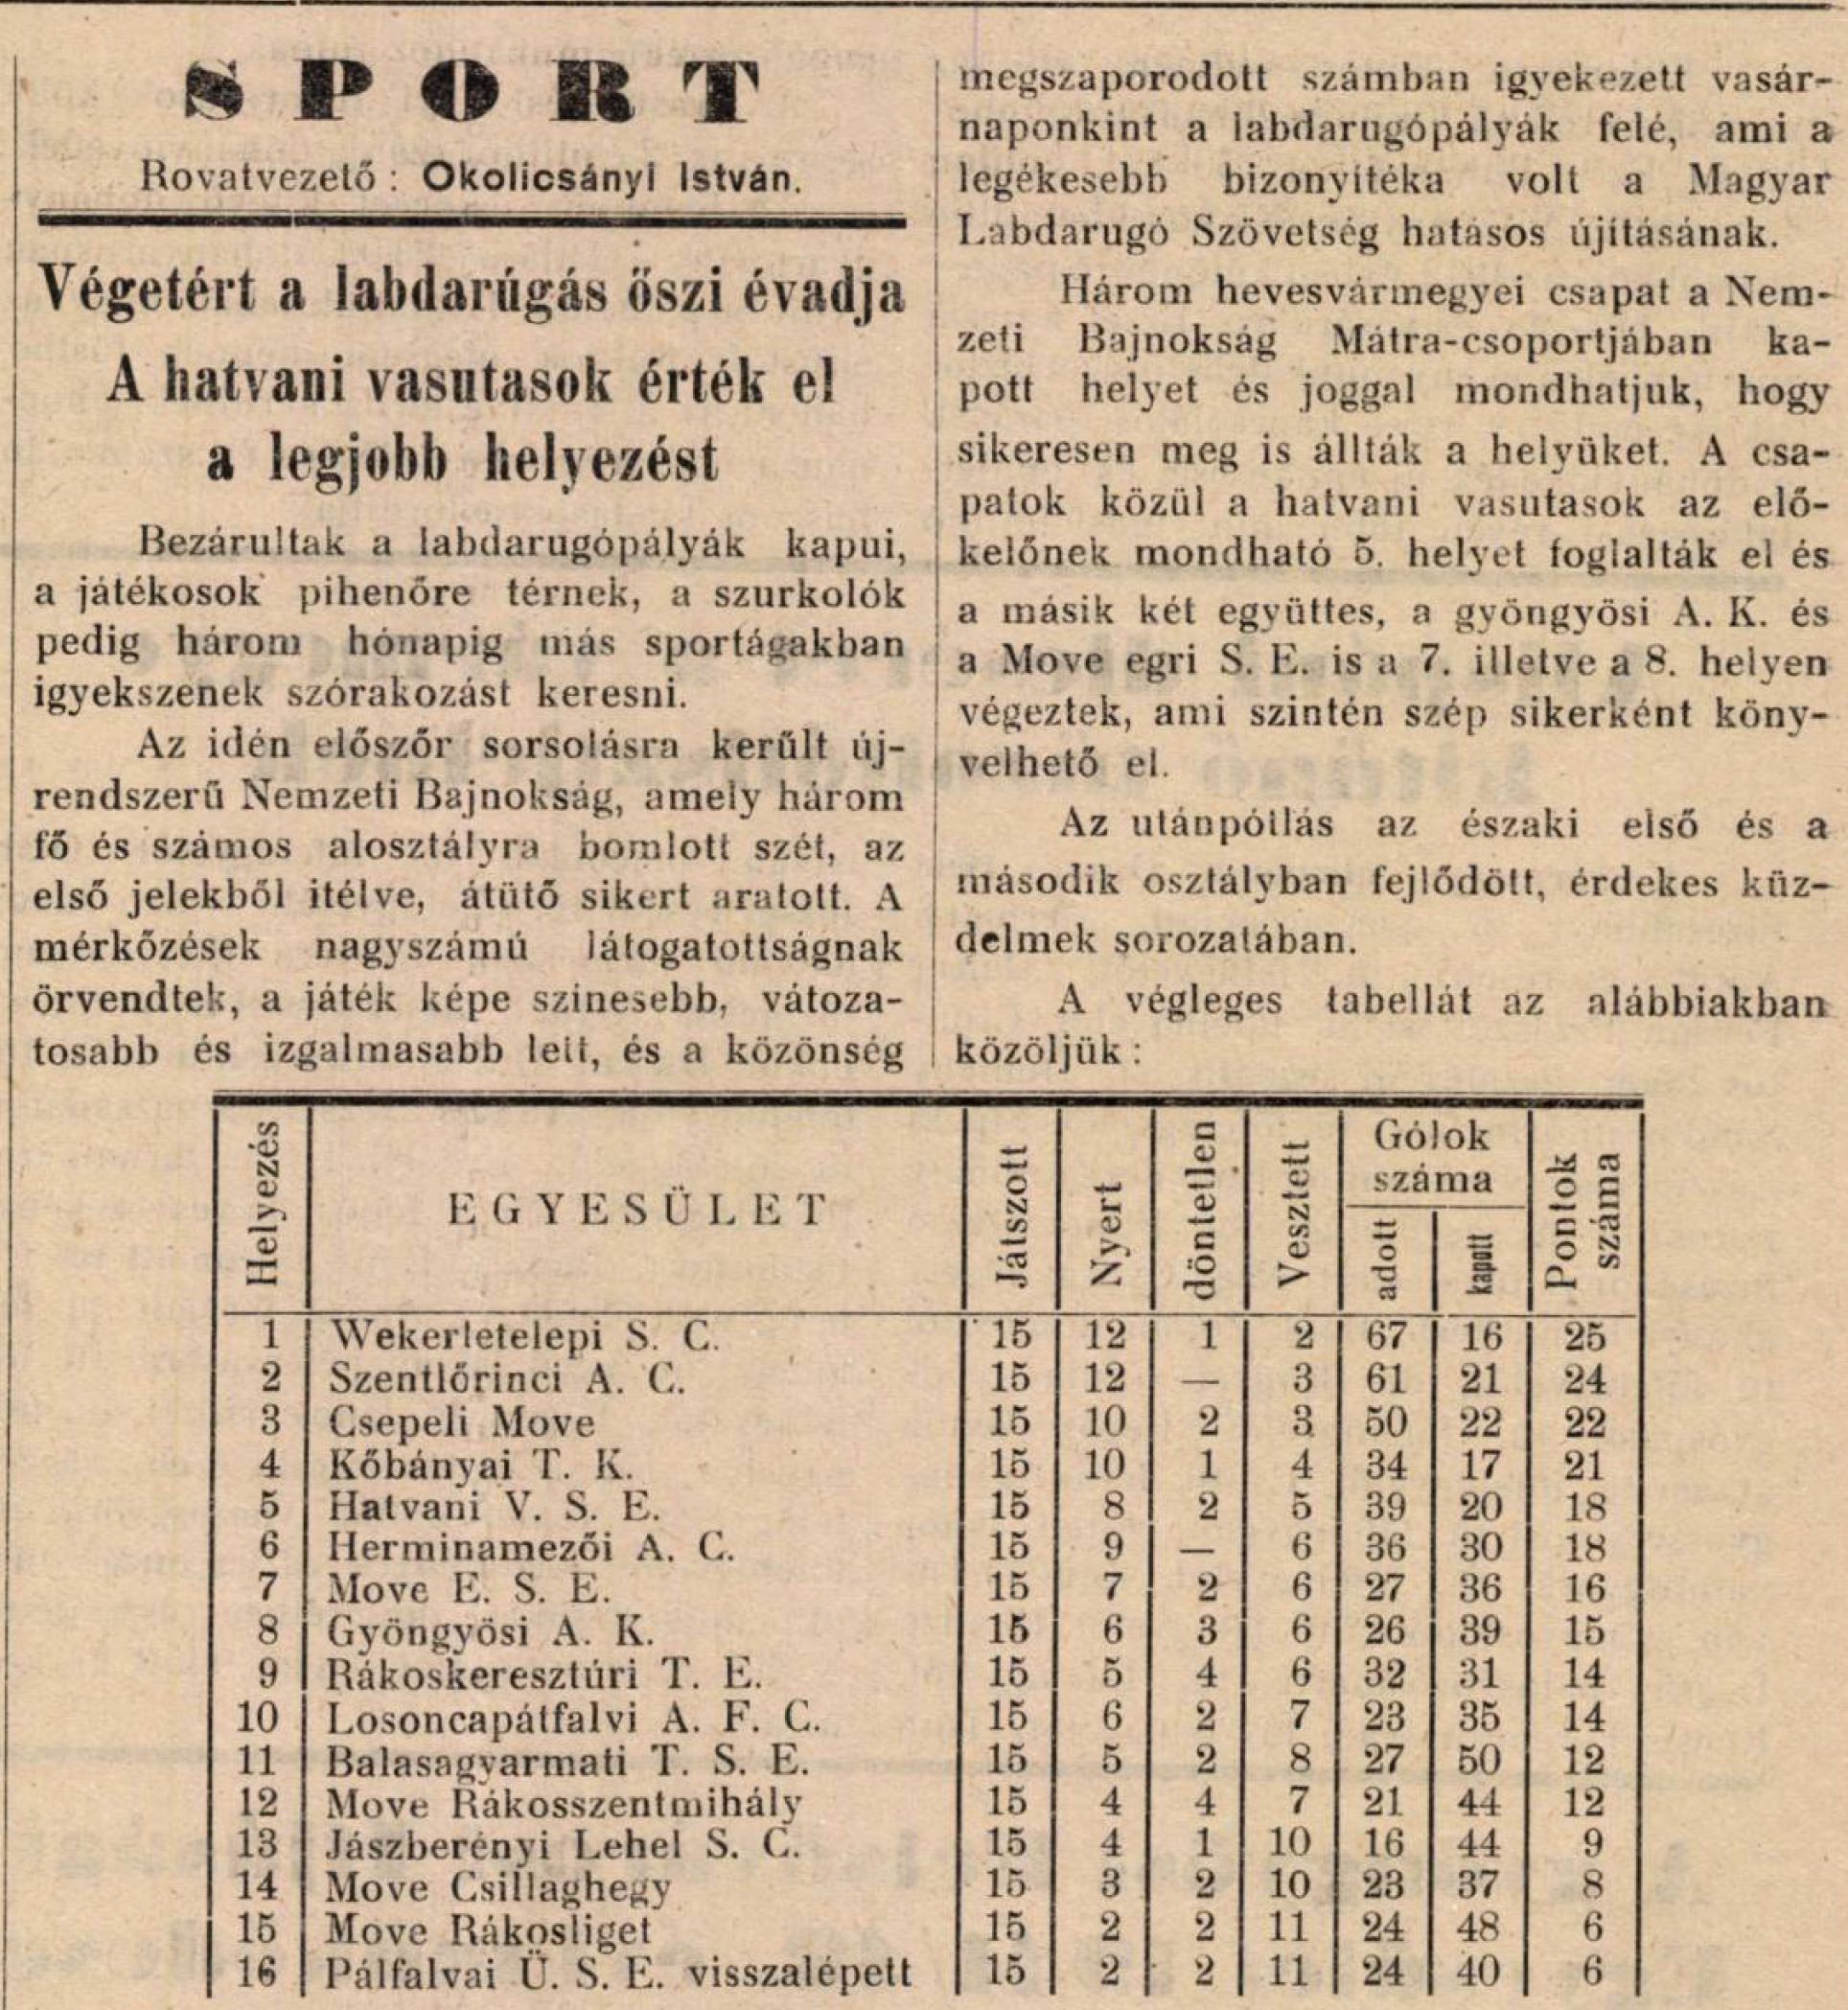 SPORT
Rovatvezető: Okolicsányi István.
Végetért a labdarúgás őszi évadja
A hatvani vasutasok érték el
a legjobb helyezést
Bezárultak a labdarugópályák kapui,
a játékosok pihenőre térnek, a szurkolók
pedig három hónapig más sportágakban
igyekszenek szórakozást keresni.
Az idén először sorsolásra került új-
rendszerű Nemzeti Bajnokság, amely három
fő és számos alosztályra bomlott szét, az
első jelekből itélve, átütő sikert aratott. A
mérkőzések nagyszámú látogatottságnak
örvendtek, a játék képe szinesebb, vátoza-
tosabb és izgalmasabb lett, és a közönség
megszaporodott számban igyekezett vasár-
naponkint a labdarugópályák felé, ami a
legékesebb bizonyítéka volt a Magyar
Labdarugó Szövetség hatásos újításának.
Három hevesvármegyei csapat a Nem-
zeti Bajnokság Mátra-csoportjában ka-
pott helyet és joggal mondhatjuk, hogy
sikeresen meg is állták a helyüket. A csa-
patok közül a hatvani vasutasok az elő-
kelőnek mondható 5. helyet foglalták el és
a másik két együttes, a gyöngyösi A. K. és
a Move egri S. E. is a 7. illetve a 8. helyen
végeztek, ami szintén szép sikerként köny-
velhető el.
Az utánpótlás az északi első és a
második osztályban fejlődött, érdekes küz-
delmek sorozatában.
A végleges tabellát az alábbiakban
közöljük:
Helyezés EGYESÜLET Játszott Nyert döntetlen Vesztett Gólok száma adott kapott Pontok száma
1 Wekerletelepi S. C. 15 12 1 2 67 16 25
2 Szentlőrinci A. C. 15 12 — 3 61 21 24
3 Csepeli Move 15 10 2 3 50 22 22
4 Kőbányai T. K. 15 10 1 4 34 17 21
5 Hatvani V. S. E. 15 8 2 5 39 20 18
6 Herminamezői A. C. 15 9 — 6 36 30 18
7 Move E. S. E. 15 7 2 6 27 36 16
8 Gyöngyösi A. K. 15 6 3 6 26 39 15
9 Rákoskeresztúri T. E. 15 5 4 6 32 31 14
10 Losoncapátfalvi A. F. C. 15 6 2 7 23 35 14
11 Balasagyarmati T. S. E. 15 5 2 8 27 50 12
12 Move Rákosszentmihály 15 4 4 7 21 44 12
13 Jászberényi Lehel S. C. 15 4 1 10 16 44 9
14 Move Csillaghegy 15 3 2 10 23 37 8
15 Move Rákosliget 15 2 2 11 24 48 6
16 Pálfalvai Ü. S. E. visszalépett 15 2 2 11 24 40 6